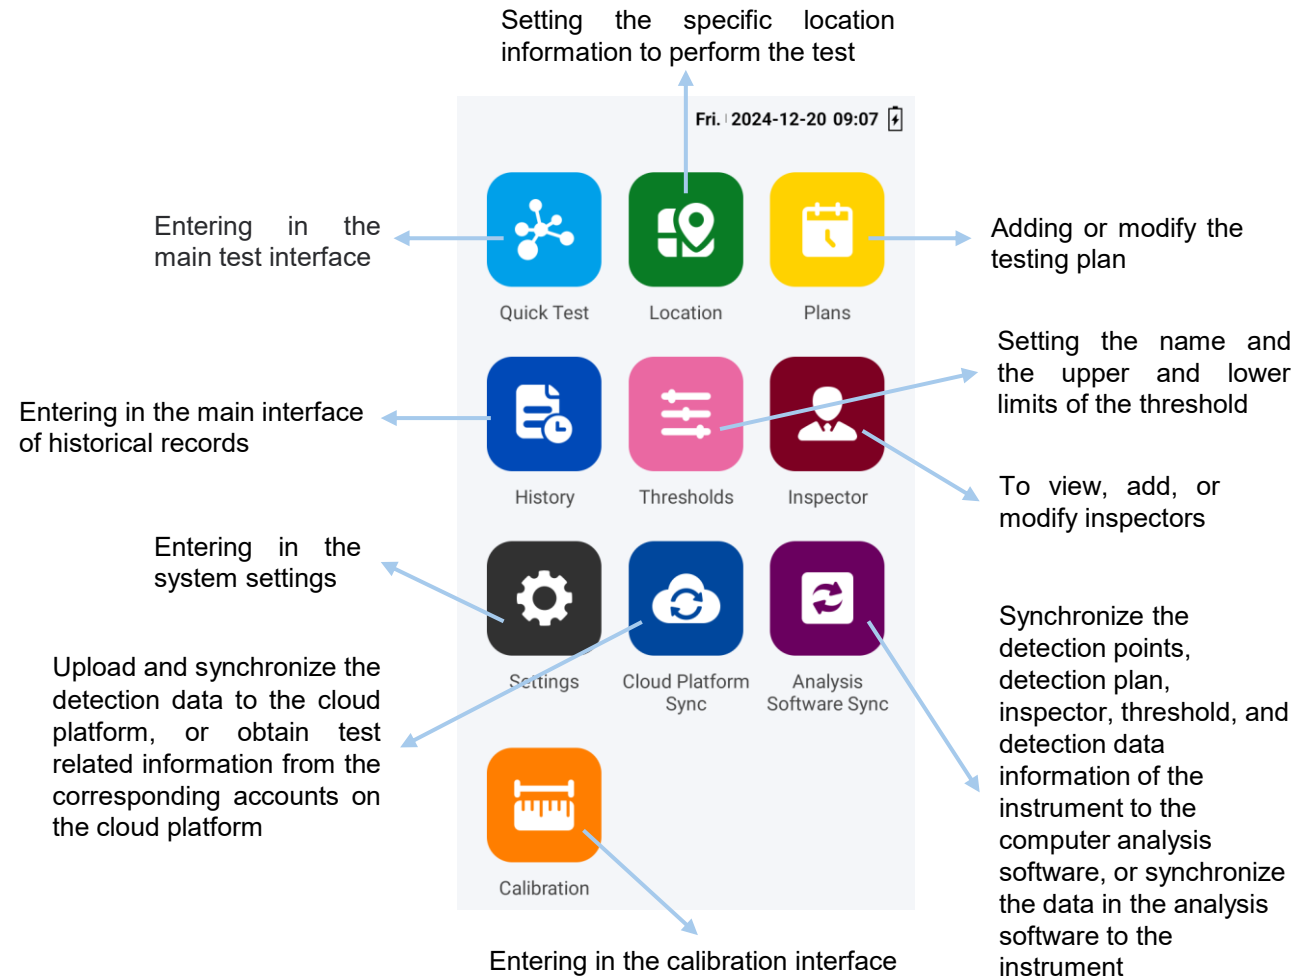 Setting the specific location
information to perform the test
Fri. 2024-12-20 09:07
Entering in the
main test interface
Adding or modify the
testing plan
Quick Test
Location
Plans
Setting the name and
the upper and lower
limits of the threshold
Entering in the main interface
of historical records
To view, add, or
modify inspectors
History
Thresholds
Inspector
Entering in the
system settings
Synchronize the
detection points,
detection plan,
inspector, threshold, and
detection data
information of the
instrument to the
computer analysis
software, or synchronize
the data in the analysis
software to the
instrument
Upload and synchronize the
detection data to the cloud
platform, or obtain test
related information from the
corresponding accounts on
the cloud platform
Settings
Cloud Platform
Sync
Analysis
Software Sync
Calibration
Entering in the calibration interface